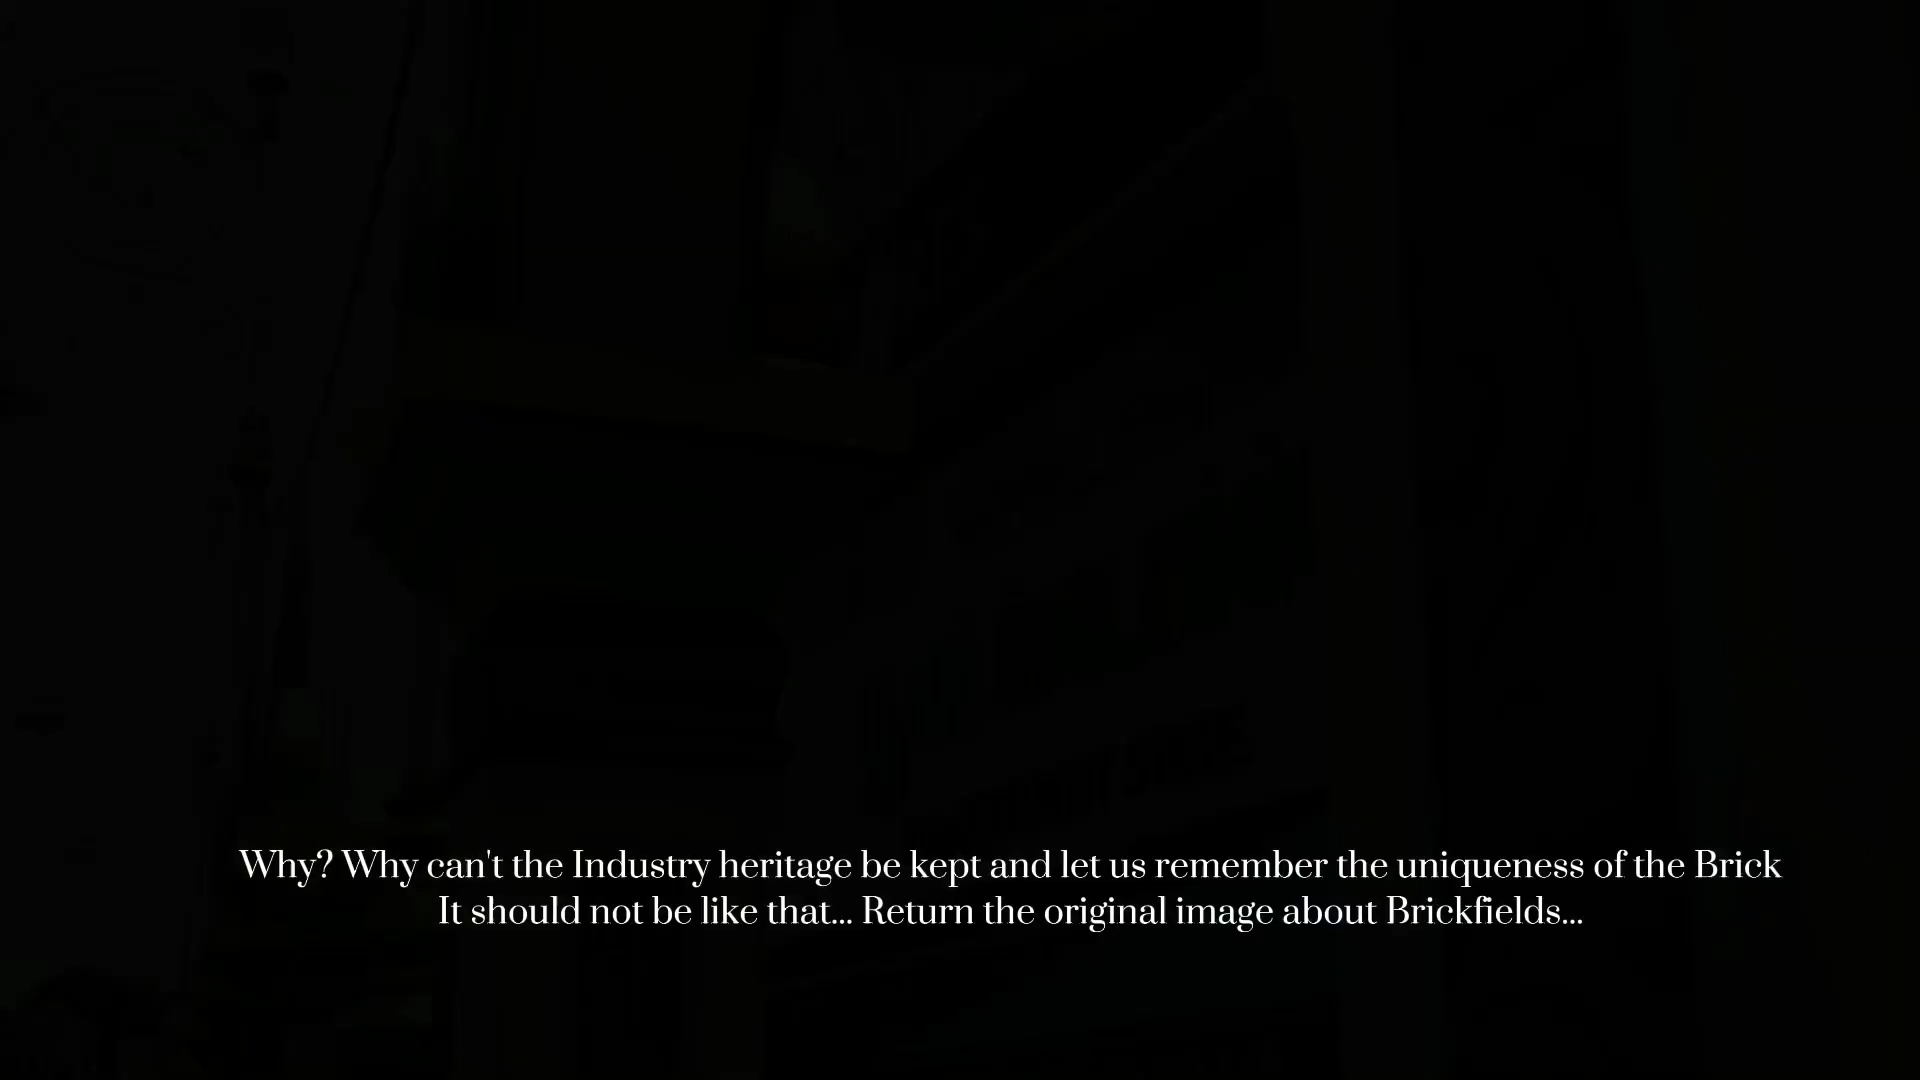 Why? Why can't the Industry heritage be kept and let us remember the uniqueness of the Brick
It should not be like that... Return the original image about Brickfields...